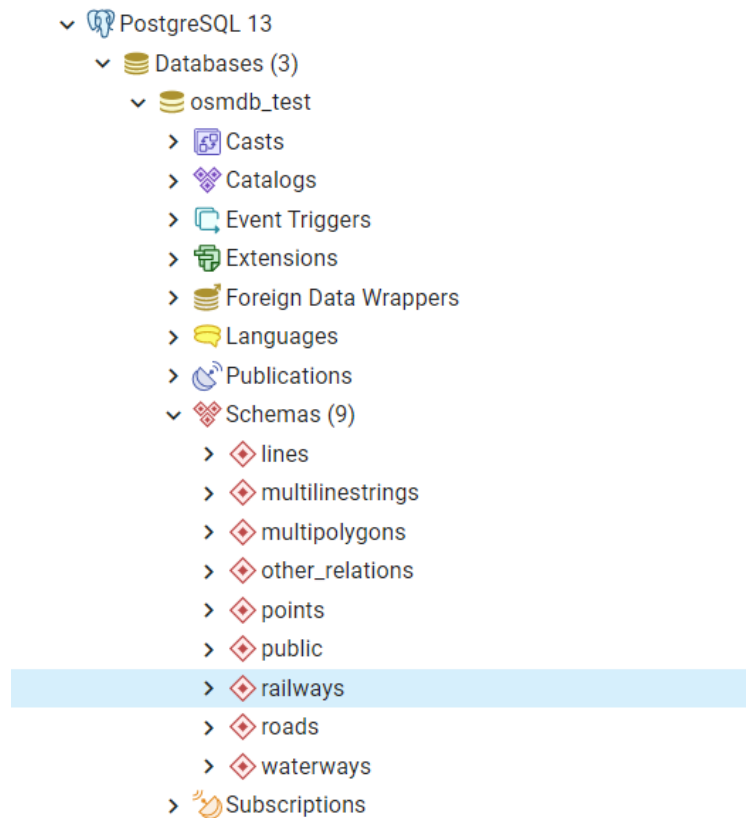 PostgreSQL 13
Databases (3)
osmdb_test
Casts
Catalogs
Event Triggers
Extensions
Foreign Data Wrappers
Languages
Publications
Schemas (9)
lines
multilinestrings
multipolygons
other_relations
points
public
railways
roads
waterways
Subscriptions